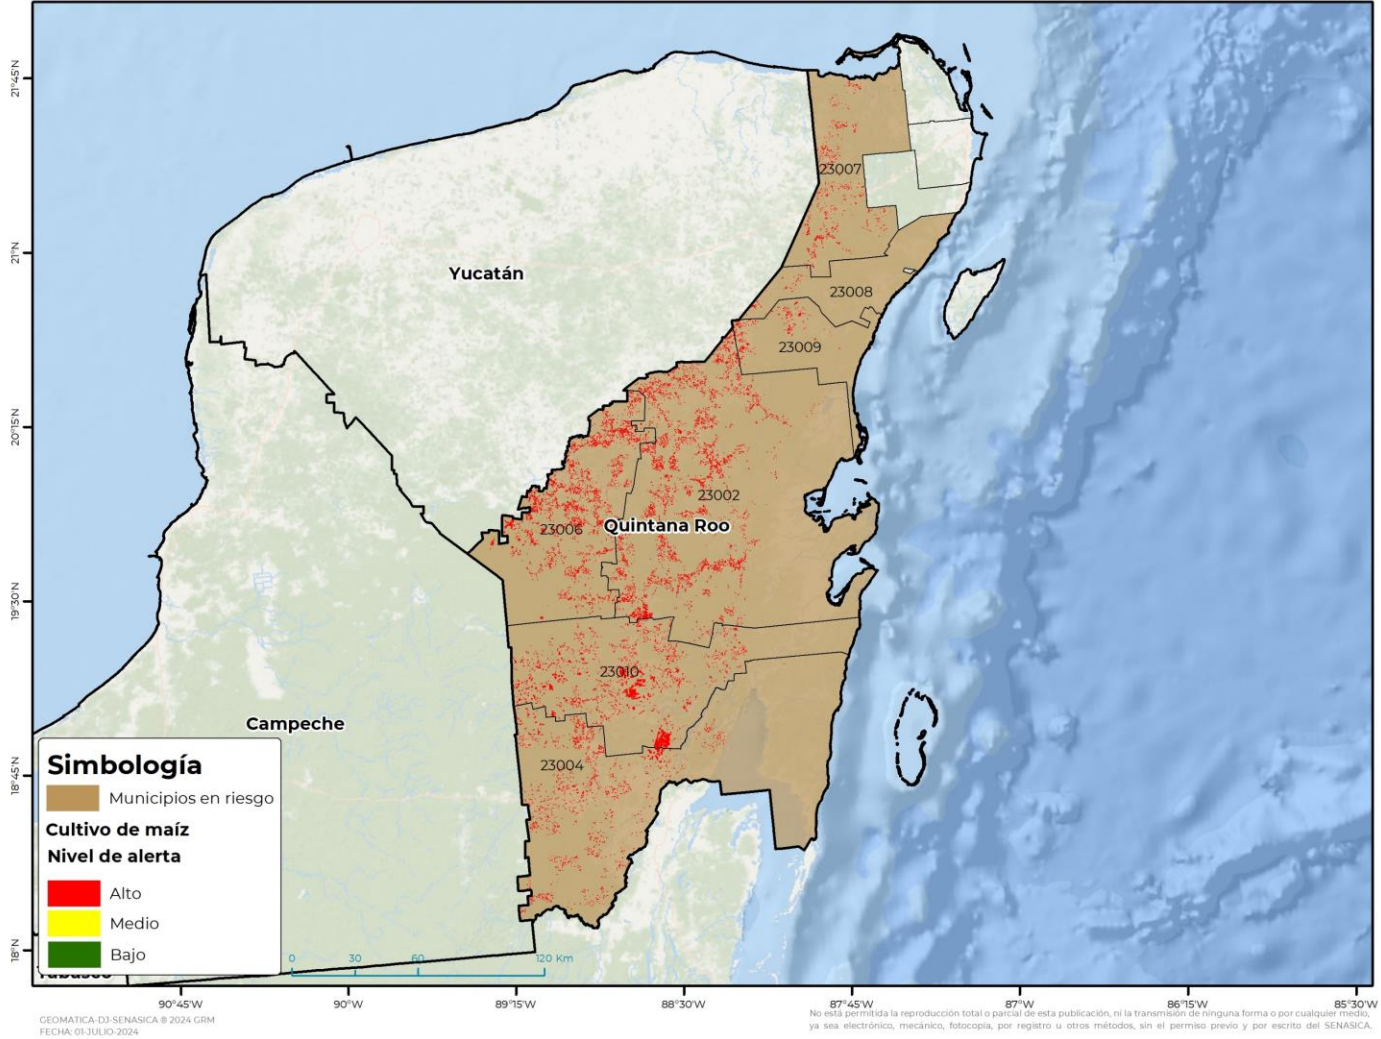 21°45'N
21°N
20°15'N
19°30'N
18°45'N
18°N
23007
23008
Yucatán
23009
23002
23006
Quintana Roo
23010
Campeche
23004
Simbología
Municipios en riesgo
Cultivo de maíz
Nivel de alerta
Alto
Medio
Bajo
Tabasco
0 30 60 120 Km
90°45'W 90°W 89°15'W 88°30'W 87°45'W 87°W 86°15'W 85°30'W
GEOMATICA-DJ-SENASICA ® 2024 GRM
FECHA: 01-JULIO-2024
No está permitida la reproducción total o parcial de esta publicación, ni la transmisión de ninguna forma o por cualquier medio,
ya sea electrónico, mecánico, fotocopia, por registro u otros métodos, sin el permiso previo y por escrito del SENASICA.